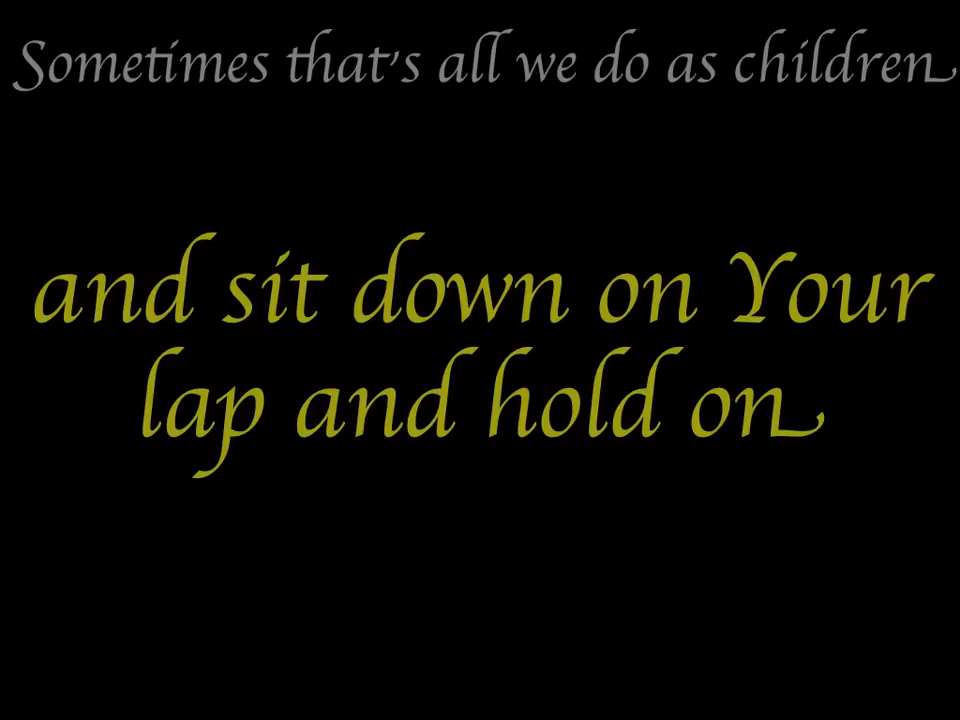 Sometimes that's all we do as children
and sit down on Your
lap and hold on